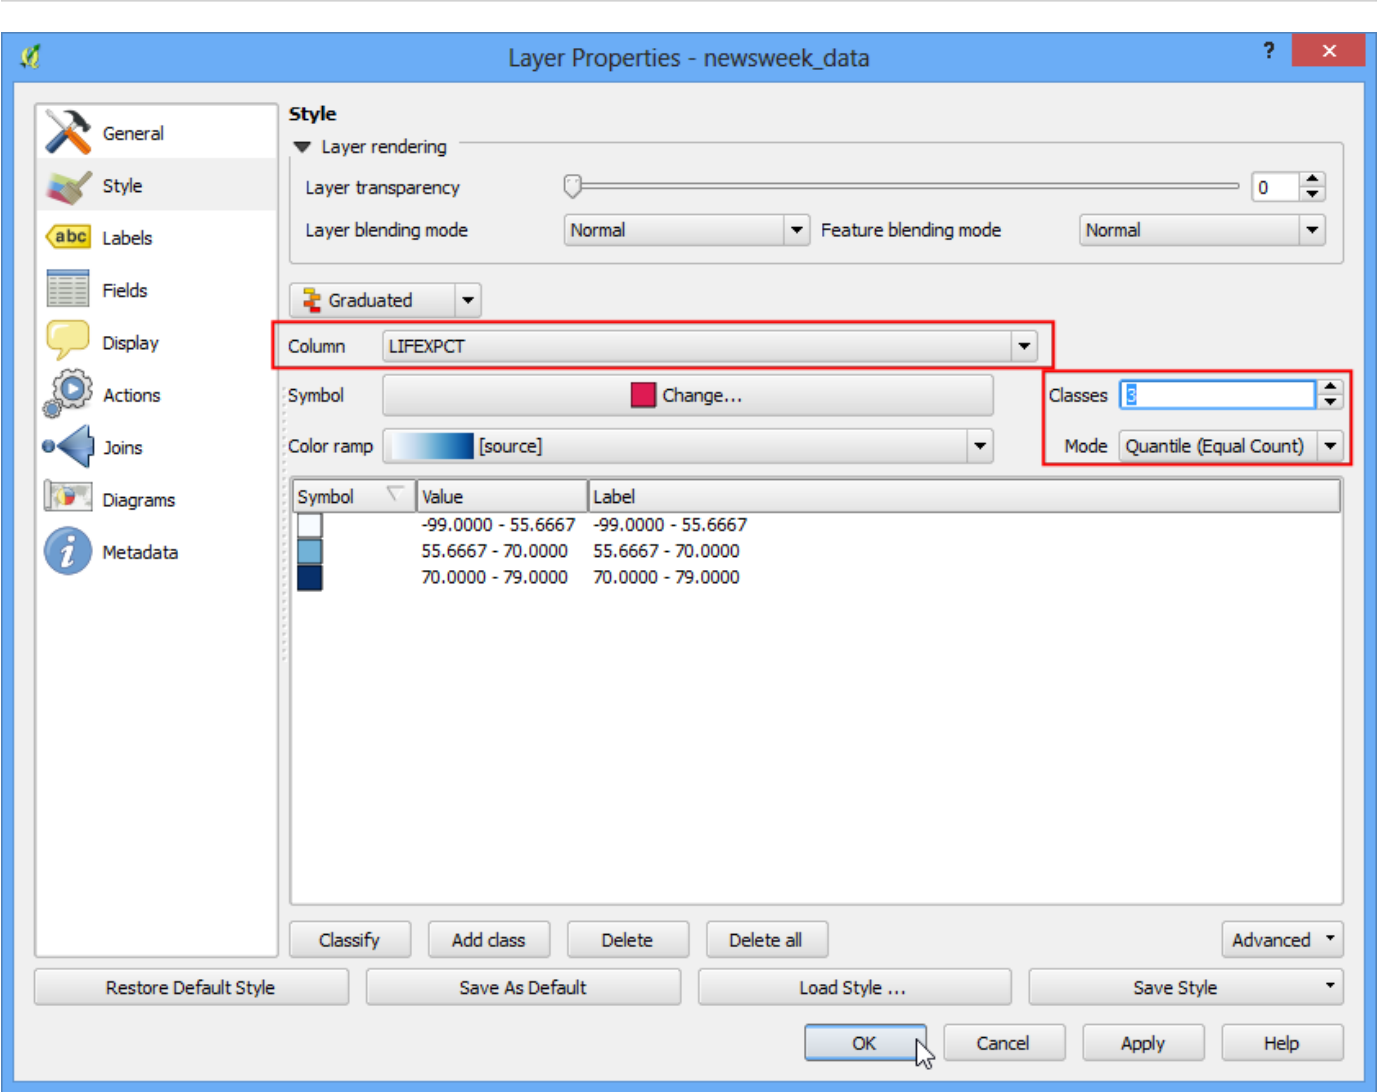 Layer Properties - newsweek_data
?
General
Style
abc Labels
Fields
Display
Actions
Joins
Diagrams
Metadata
Style
Layer rendering
Layer transparency 0
Layer blending mode Normal Feature blending mode Normal
Graduated
Column LIFEXPCT
Symbol Change... Classes 3
Color ramp [source] Mode Quantile (Equal Count)
Symbol Value Label
-99.0000 - 55.6667 -99.0000 - 55.6667
55.6667 - 70.0000 55.6667 - 70.0000
70.0000 - 79.0000 70.0000 - 79.0000
Classify Add class Delete Delete all Advanced
Restore Default Style Save As Default Load Style ... Save Style
OK Cancel Apply Help